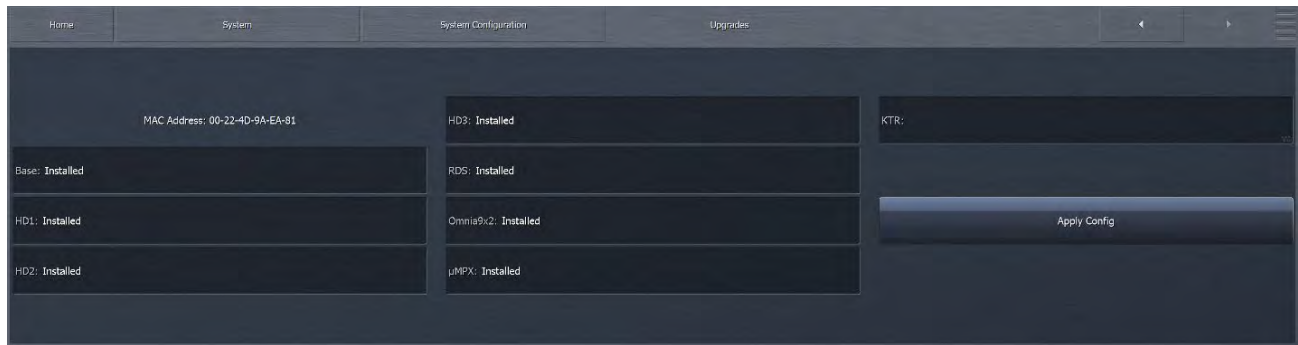 Home
System
System Configuration
Upgrades
MAC Address: 00-22-4D-9A-EA-81
Base: Installed
HD1: Installed
HD2: Installed
HD3: Installed
RDS: Installed
Omnia9x2: Installed
µMPX: Installed
KTR:
Apply Config